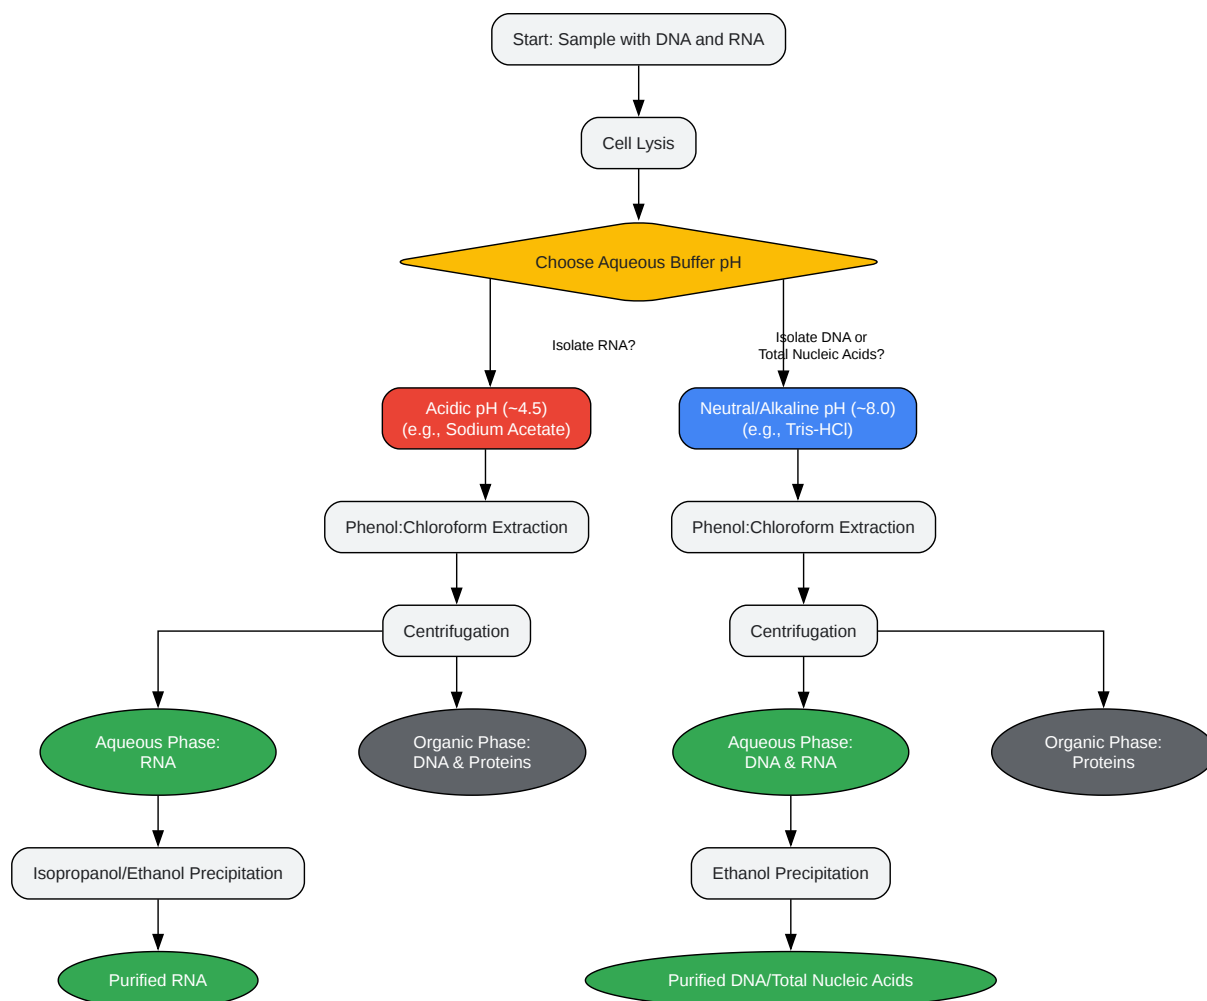 Start: Sample with DNA and RNA
Cell Lysis
Choose Aqueous Buffer pH
Isolate RNA?
Isolate DNA or
Total Nucleic Acids?
Acidic pH (~4.5)
(e.g., Sodium Acetate)
Neutral/Alkaline pH (~8.0)
(e.g., Tris-HCl)
Phenol:Chloroform Extraction
Phenol:Chloroform Extraction
Centrifugation
Centrifugation
Aqueous Phase:
RNA
Organic Phase:
DNA & Proteins
Aqueous Phase:
DNA & RNA
Organic Phase:
Proteins
Isopropanol/Ethanol Precipitation
Ethanol Precipitation
Purified RNA
Purified DNA/Total Nucleic Acids